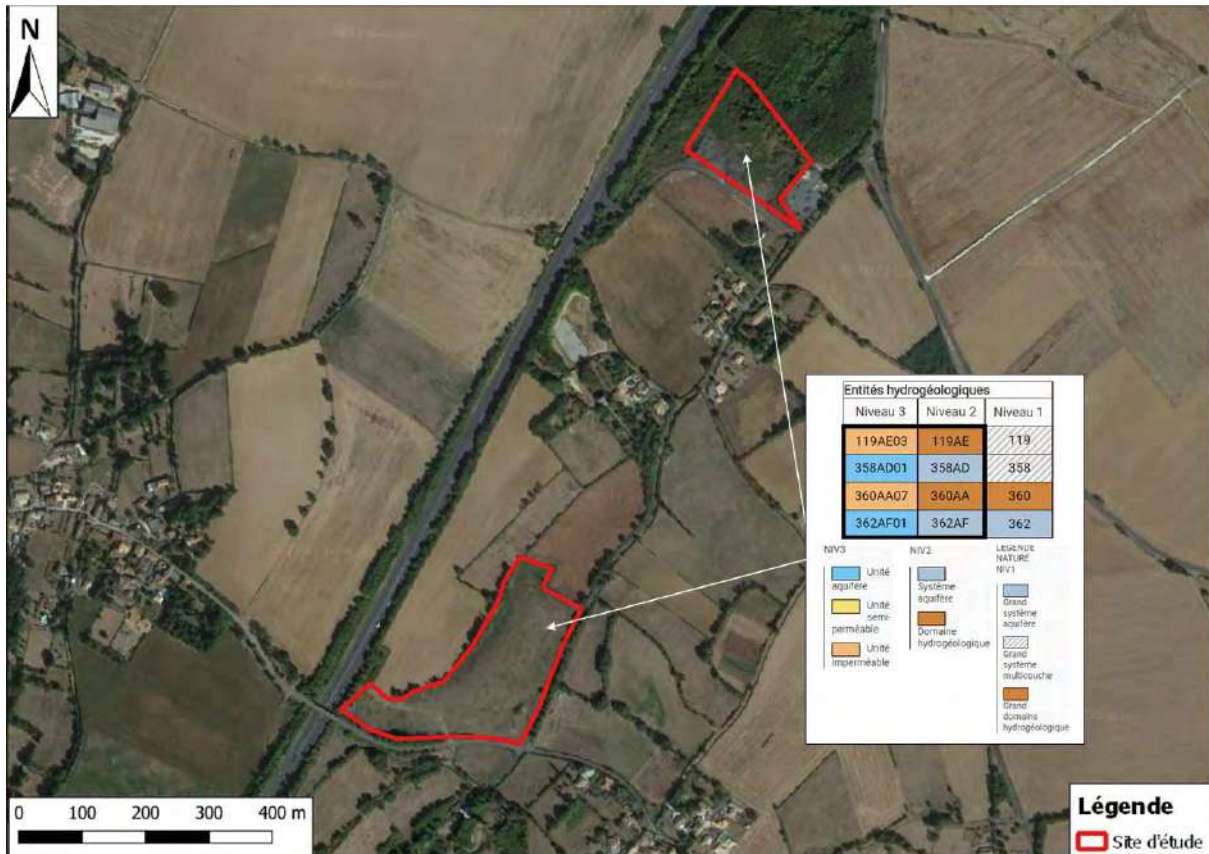 N
Entités hydrogéologiques
Niveau 3 Niveau 2 Niveau 1
119AE03 119AE 119
358AD01 358AD 358
360AA07 360AA 360
362AF01 362AF 362
NIV3
Unité
aquifère
Unité
semi-
perméable
Unité
imperméable
NIV2
Système
aquifère
Domaine
hydrogéologique
LEGENDE
NATURE
NIV1
Grand
système
aquifère
Grand
système
multicouche
Grand
domaine
hydrogéologique
0 100 200 300 400 m
Légende
Site d'étude